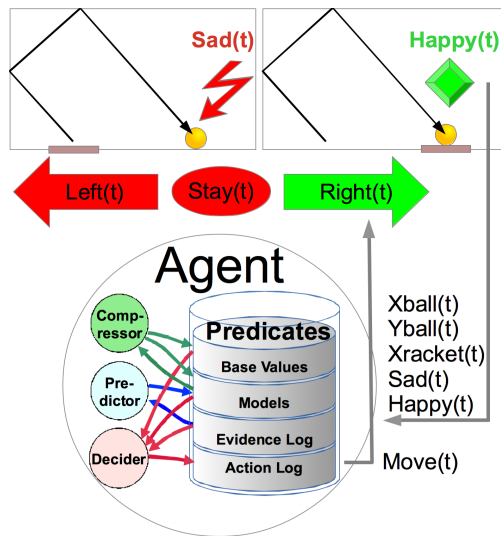 Sad(t)
Happy(t)
Left(t)
Stay(t)
Right(t)
Agent
Comp-
ressor
Pre-
dictor
Decider
Predicates
Base Values
Models
Evidence Log
Action Log
Xball(t)
Yball(t)
Xracket(t)
Sad(t)
Happy(t)
Move(t)